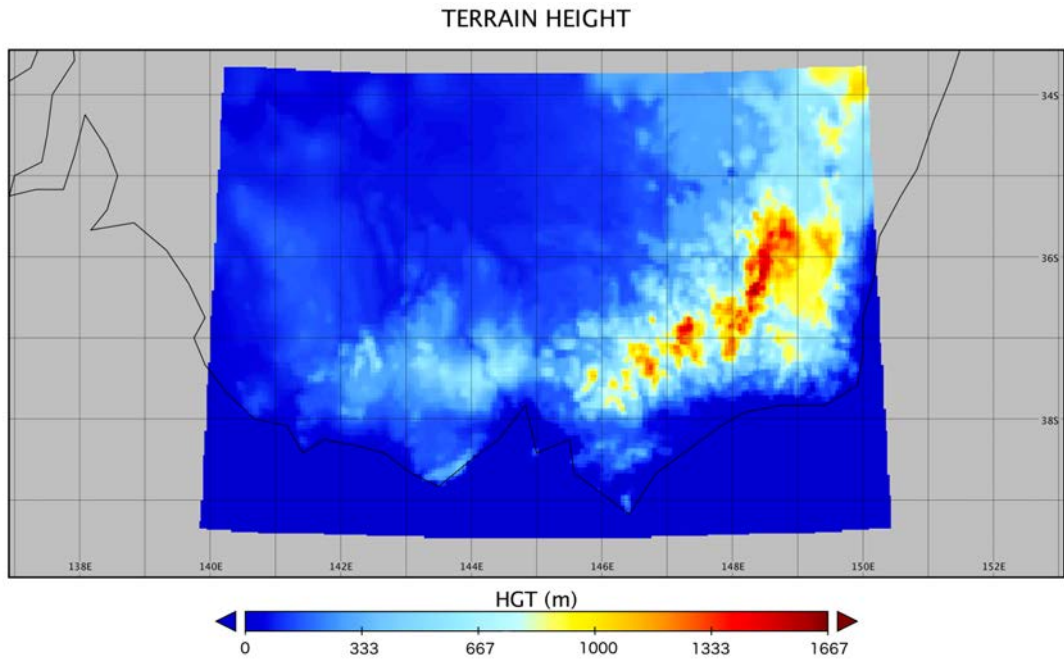 TERRAIN HEIGHT
34S
36S
38S
138E 140E 142E 144E 146E 148E 150E 152E
HGT (m)
0 333 667 1000 1333 1667